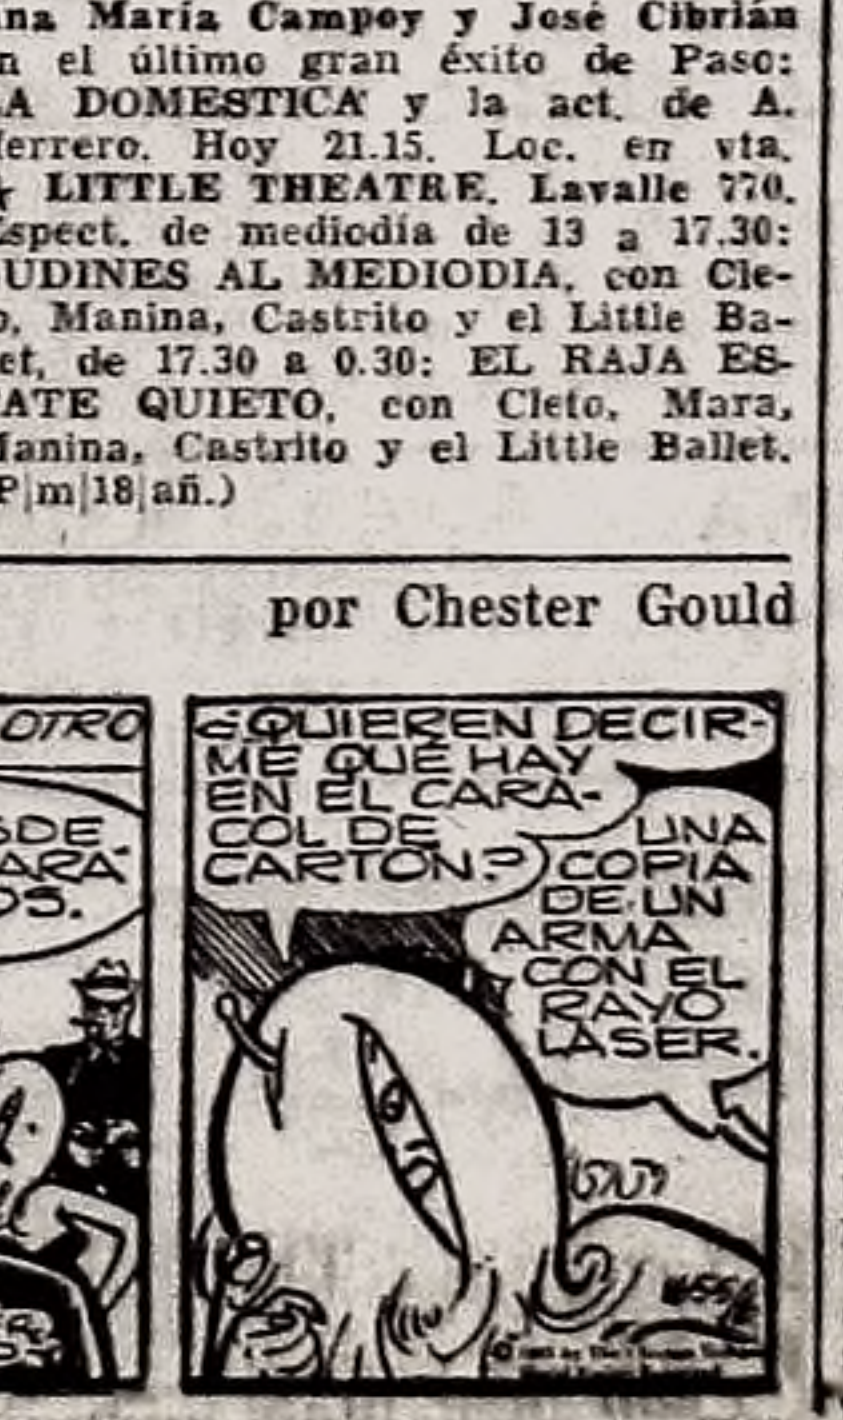 na María Campoy y José Cibrián
n el último gran éxito de Paso:
A DOMESTICA y la act. de A.
errero. Hoy 21.15. Loc. en vta.
LITTLE THEATRE. Lavalle 770.
spect. de mediodía de 13 a 17.30:
UDINES AL MEDIODIA, con Cle-
o, Manina, Castrito y el Little Ba-
et, de 17.30 a 0.30: EL RAJA ES-
ATE QUIETO, con Cleto, Mara,
anina, Castrito y el Little Ballet.
P|m|18|añ.)
por Chester Gould
OTRO
SDE
ARA
OS.
¿QUIEREN DECIR-
ME QUÉ HAY
EN EL CARA-
COL DE
CARTÓN?
UNA
COPIA
DE UN
ARMA
CON EL
RAYO
LASER.